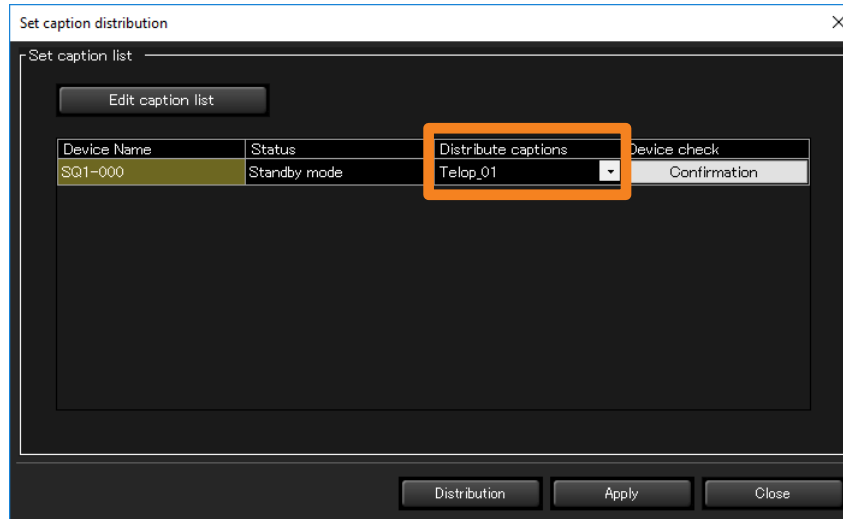 Set caption distribution
Set caption list
Edit caption list
Device Name Status Distribute captions Device check
SQ1-000 Standby mode Telop_01 Confirmation
Distribution Apply Close